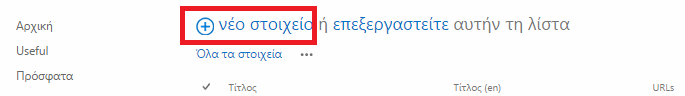 Αρχική
Useful
Πρόσφατα
νέο στοιχείο ή επεξεργαστείτε αυτήν τη λίστα
Όλα τα στοιχεία ...
Τίτλος Τίτλος (en) URLs